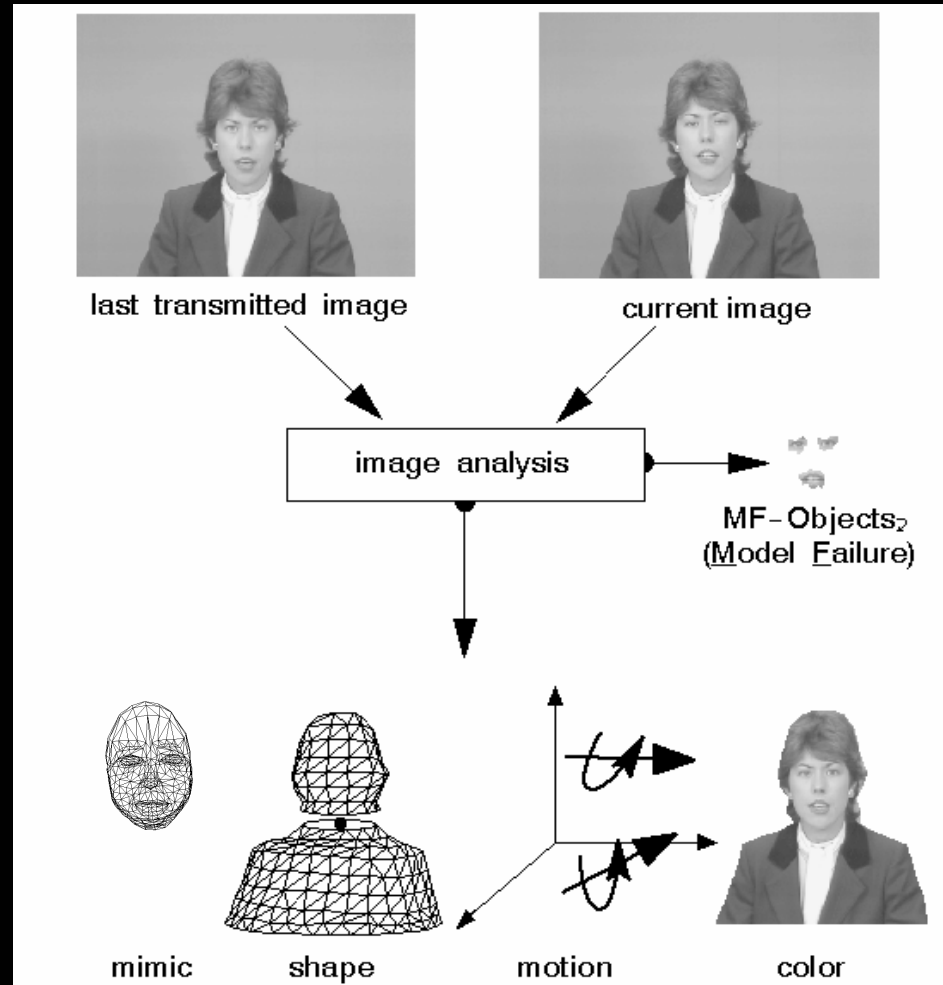 last transmitted image
current image
image analysis
MF-Objects₂
(Model Failure)
mimic
shape
motion
color